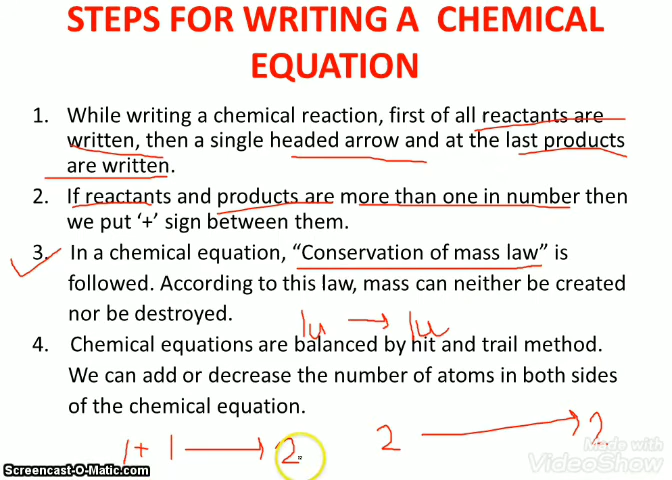 STEPS FOR WRITING A CHEMICAL
EQUATION
1. While writing a chemical reaction, first of all reactants are
written, then a single headed arrow and at the last products
are written.
2. If reactants and products are more than one in number then
we put ‘+’ sign between them.
3. In a chemical equation, “Conservation of mass law” is
followed. According to this law, mass can neither be created
nor be destroyed.
4. Chemical equations are balanced by hit and trail method.
We can add or decrease the number of atoms in both sides
of the chemical equation.
1 + 1 → 2 2 → 2
Made with
VideoShow
Screencast-O-Matic.com